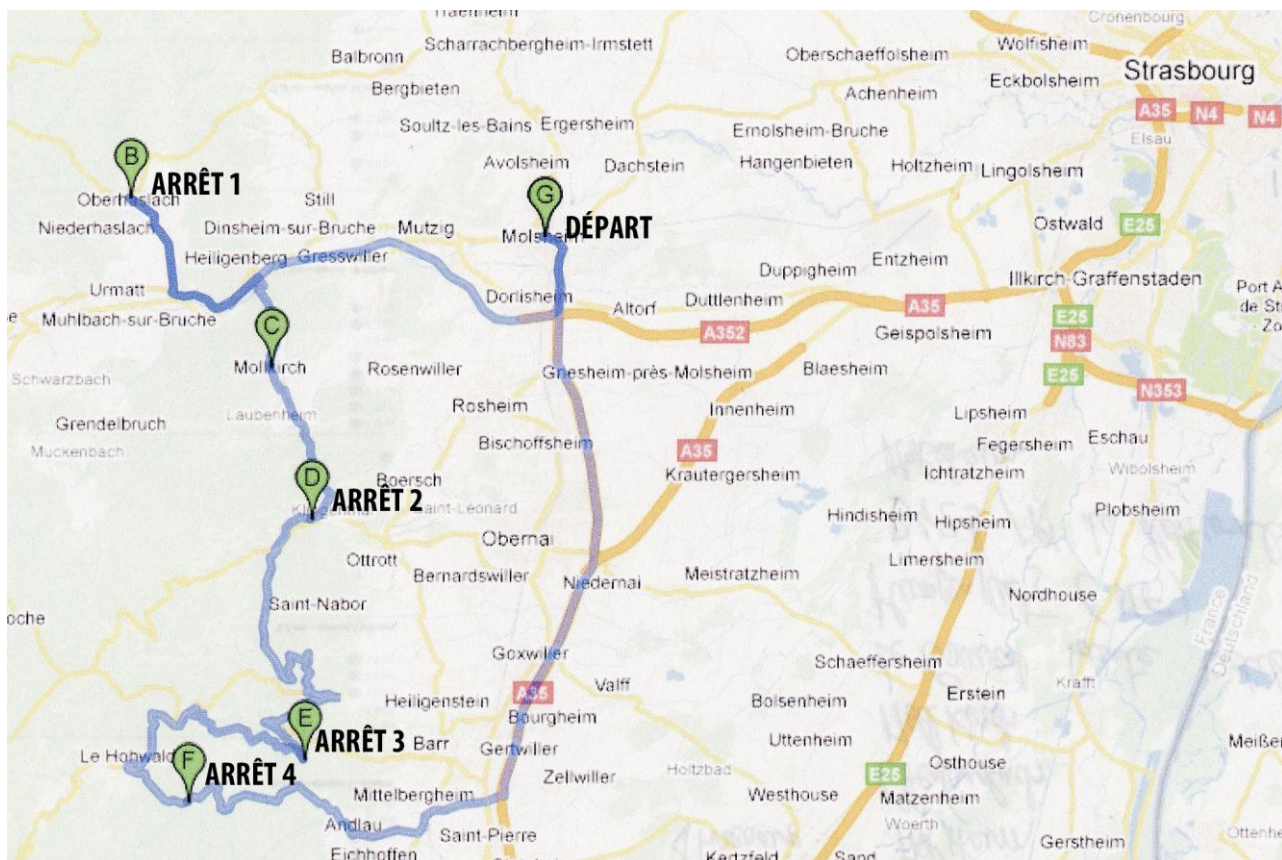 Cronenbourg
Scharrachbergheim-Irmstett
Wolfisheim
Balbronn
Oberschaeffolsheim
Strasbourg
Eckbolsheim
Bergbieten
Achenheim
A35
N4
N4
Soultz-les-Bains
Ergersheim
Ernolsheim-Bruche
Elsau
B
Avolsheim
Dachstein
Hangenbieten
Holtzheim
Lingolsheim
ARRÊT 1
G
Oberhaslach
Still
DÉPART
Ostwald
E25
Niederhaslach
Dinsheim-sur-Bruche
Mutzig
Molsheim
Heiligenberg
Gresswiller
Duppigheim
Entzheim
Illkirch-Graffenstaden
Urmatt
Dorlisheim
Altorf
Duttlenheim
A35
Port A
de St
Zo
Muhlbach-sur-Bruche
C
A352
Geispolsheim
E25
N83
Mollkirch
Rosenwiller
Griesheim-près-Molsheim
Blaesheim
E25
Schwarzbach
N353
Laubenheim
Rosheim
Innenheim
Lipsheim
Grendelbruch
Bischoffsheim
Fegersheim
Eschau
Muckenbach
A35
Krautergersheim
Ichtratzheim
Wibolsheim
D
ARRÊT 2
Boersch
Saint-Léonard
Plobsheim
Obernai
Hindisheim
Hipsheim
Ottrott
Limersheim
Bernardswiller
Niedernai
Meistratzheim
Nordhouse
Saint-Nabor
oche
France
Deutschland
Goxwiller
Schaeffersheim
Krafft
Heiligenstein
A35
Valff
Bolsenheim
Erstein
E
ARRÊT 3
Barr
Bourgheim
Uttenheim
Meißen
Le Hohwald
F
ARRÊT 4
Gertwiller
Zellwiller
Holtzbad
E25
Osthouse
Mittelbergheim
Westhouse
Matzenheim
Andlau
Saint-Pierre
Woerth
Ottenhe
Eichhoffen
Kertzfeld
Sand
Gerstheim